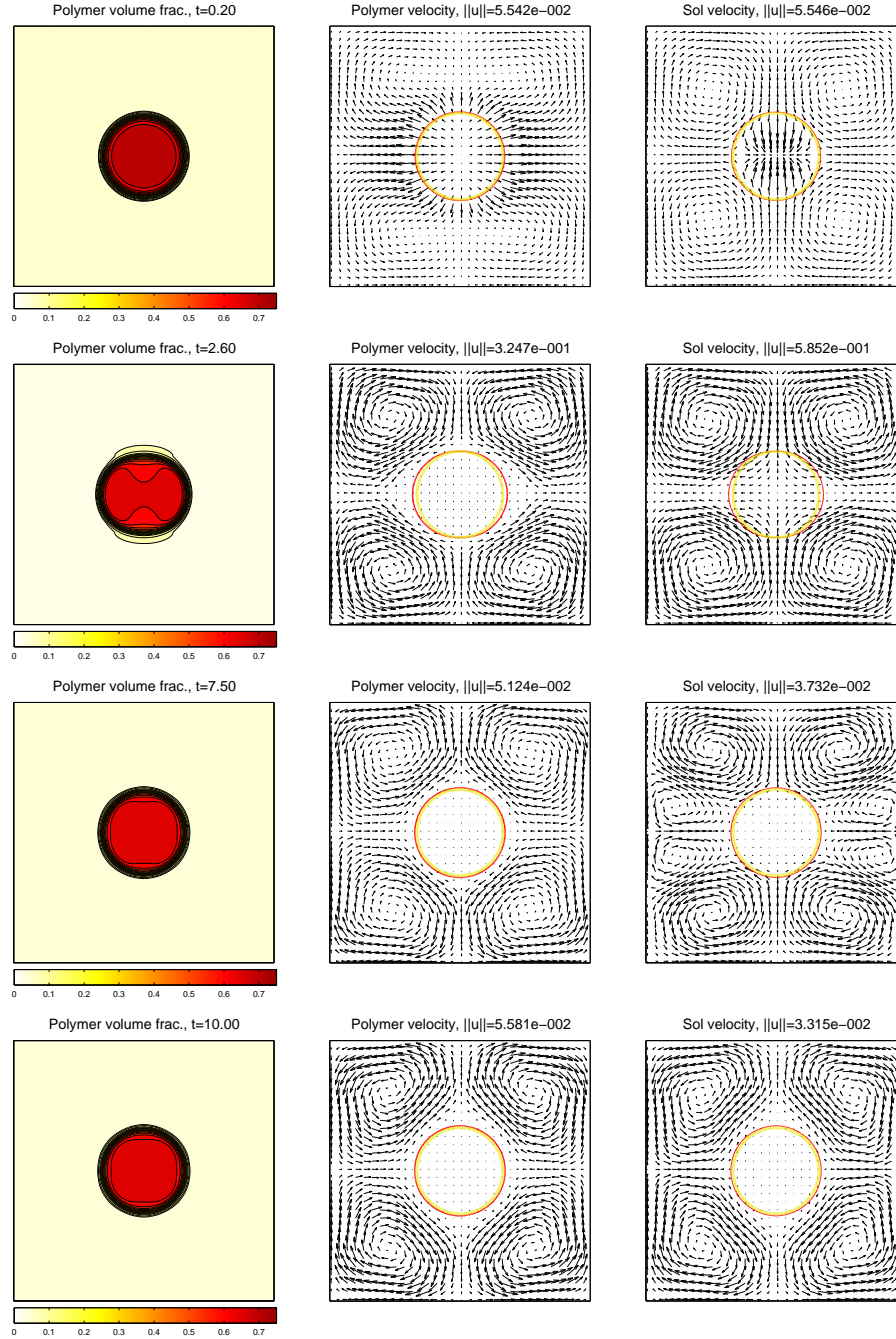 Polymer volume frac., t=0.20
Polymer velocity, ||u||=5.542e−002
Sol velocity, ||u||=5.546e−002
0 0.1 0.2 0.3 0.4 0.5 0.6 0.7
Polymer volume frac., t=2.60
Polymer velocity, ||u||=3.247e−001
Sol velocity, ||u||=5.852e−001
0 0.1 0.2 0.3 0.4 0.5 0.6 0.7
Polymer volume frac., t=7.50
Polymer velocity, ||u||=5.124e−002
Sol velocity, ||u||=3.732e−002
0 0.1 0.2 0.3 0.4 0.5 0.6 0.7
Polymer volume frac., t=10.00
Polymer velocity, ||u||=5.581e−002
Sol velocity, ||u||=3.315e−002
0 0.1 0.2 0.3 0.4 0.5 0.6 0.7